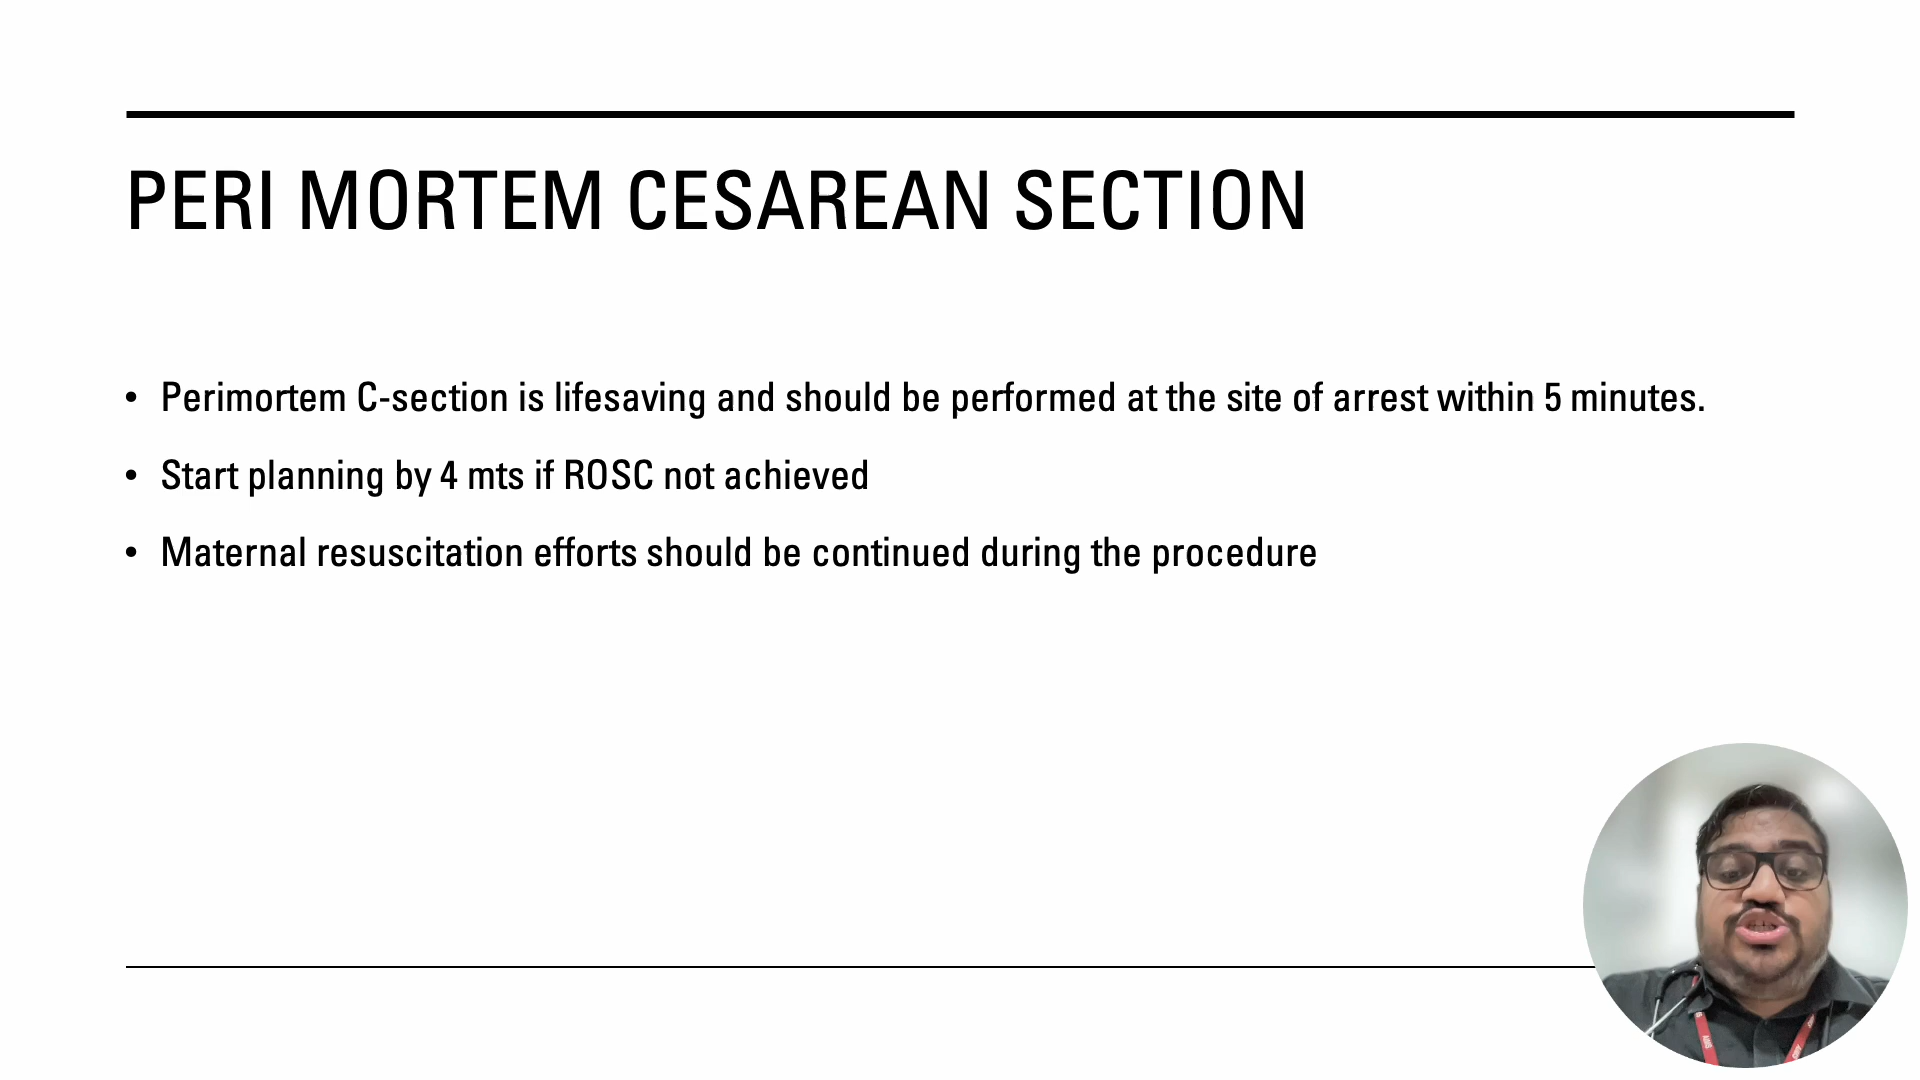 PERI MORTEM CESAREAN SECTION
• Perimortem C-section is lifesaving and should be performed at the site of arrest within 5 minutes.
• Start planning by 4 mts if ROSC not achieved
• Maternal resuscitation efforts should be continued during the procedure